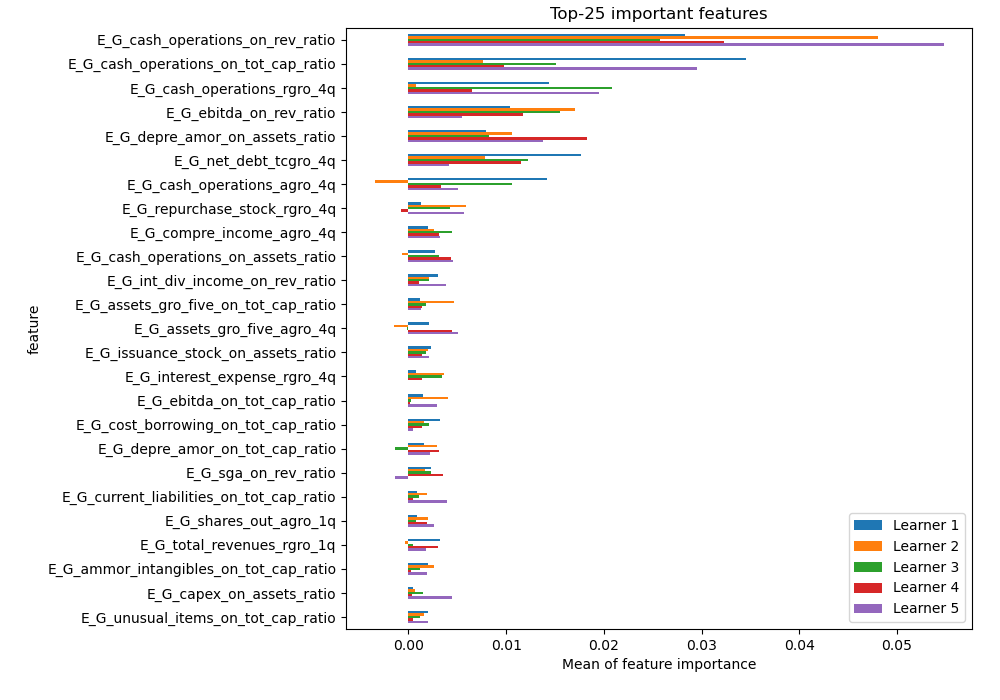 Top-25 important features
E_G_cash_operations_on_rev_ratio
E_G_cash_operations_on_tot_cap_ratio
E_G_cash_operations_rgro_4q
E_G_ebitda_on_rev_ratio
E_G_depre_amor_on_assets_ratio
E_G_net_debt_tcgro_4q
E_G_cash_operations_agro_4q
E_G_repurchase_stock_rgro_4q
E_G_compre_income_agro_4q
E_G_cash_operations_on_assets_ratio
E_G_int_div_income_on_rev_ratio
E_G_assets_gro_five_on_tot_cap_ratio
E_G_assets_gro_five_agro_4q
E_G_issuance_stock_on_assets_ratio
E_G_interest_expense_rgro_4q
E_G_ebitda_on_tot_cap_ratio
E_G_cost_borrowing_on_tot_cap_ratio
E_G_depre_amor_on_tot_cap_ratio
E_G_sga_on_rev_ratio
E_G_current_liabilities_on_tot_cap_ratio
E_G_shares_out_agro_1q
E_G_total_revenues_rgro_1q
E_G_ammor_intangibles_on_tot_cap_ratio
E_G_capex_on_assets_ratio
E_G_unusual_items_on_tot_cap_ratio
feature
Learner 1
Learner 2
Learner 3
Learner 4
Learner 5
0.00 0.01 0.02 0.03 0.04 0.05
Mean of feature importance